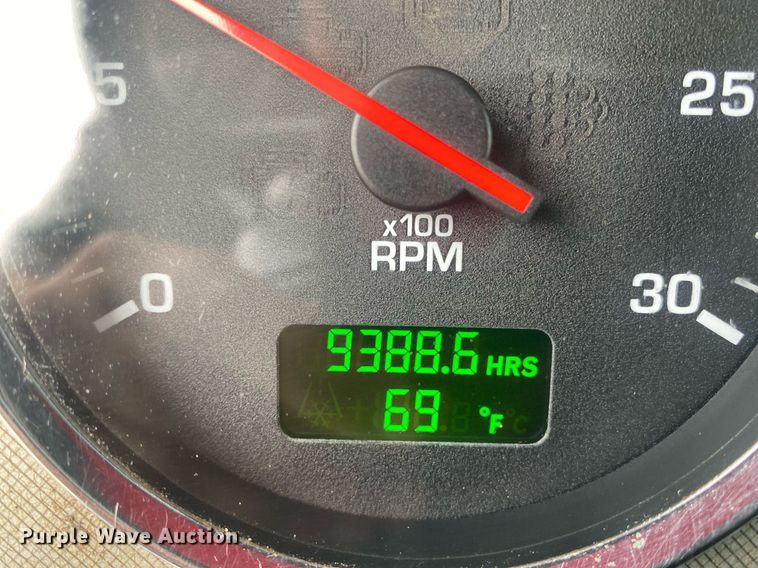 5
25
x100
RPM
0
30
9388.6 HRS
69 °F
Purple Wave Auction